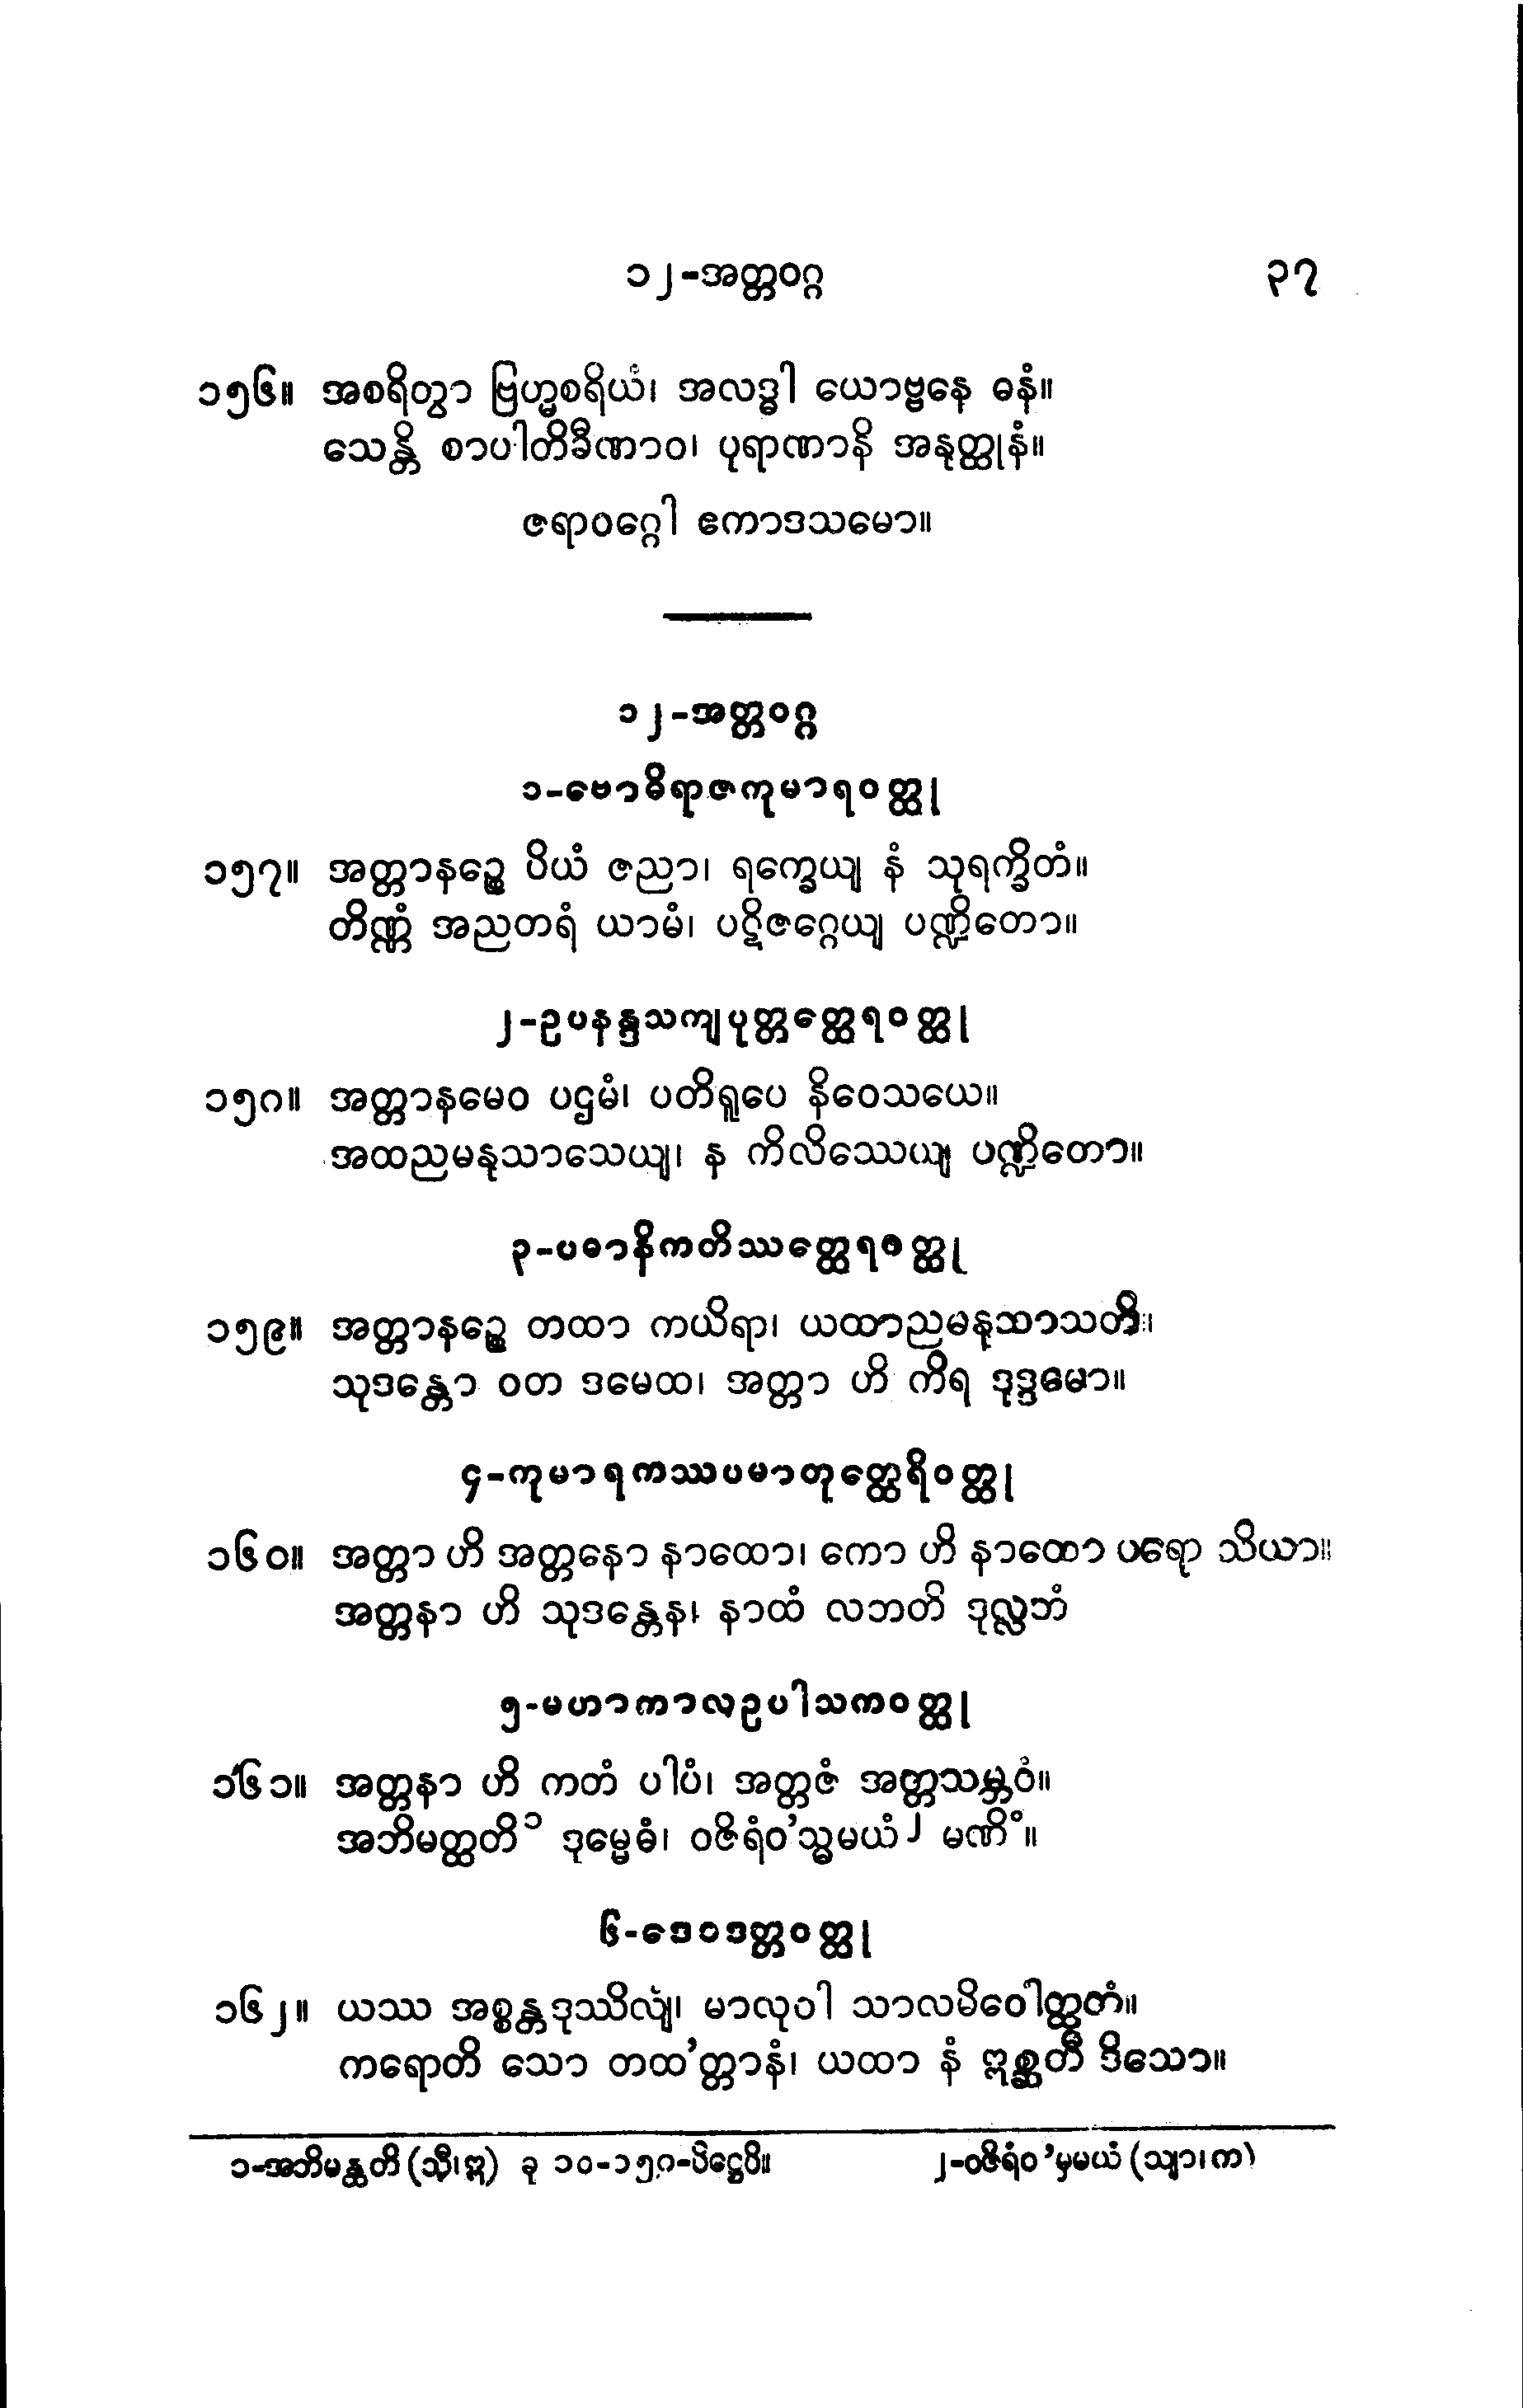 ၁၂-အတ္တဝဂ္ဂ ၃၇
၁၅၆။ အစရိတွာ ဗြဟ္မစရိယံ၊ အလဒ္ဓါ ယောဗ္ဗနေ ဓနံ။
သေန္တိ စာပါတိခီဏာဝ၊ ပုရာဏာနိ အနုတ္ထုနံ။
ဇရာဝဂ္ဂေါ ဧကာဒသမော။
၁၂-အတ္တဝဂ္ဂ
၁-ဗောဓိရာဇကုမာရဝတ္ထု
၁၅၇။ အတ္တာနဉ္စေ ပိယံ ဇညာ၊ ရက္ခေယျ နံ သုရက္ခိတံ။
တိဏ္ဏံ အညတရံ ယာမံ၊ ပဋိဇဂ္ဂေယျ ပဏ္ဍိတော။
၂-ဥပနန္ဒသကျပုတ္တတ္ထေရဝတ္ထု
၁၅၈။ အတ္တာနမေဝ ပဌမံ၊ ပတိရူပေ နိဝေသယေ။
အထညမနုသာသေယျ၊ န ကိလိဿေယျ ပဏ္ဍိတော။
၃-ပဓာနိကတိဿတ္ထေရဝတ္ထု
၁၅၉။ အတ္တာနဉ္စေ တထာ ကယိရာ၊ ယထာညမနုသာသတိ။
သုဒန္တော ဝတ ဒမေထ၊ အတ္တာ ဟိ ကိရ ဒုဒ္ဒမော။
၄-ကုမာရကဿပမာတုတ္ထေရိဝတ္ထု
၁၆၀။ အတ္တာ ဟိ အတ္တနော နာထော၊ ကော ဟိ နာထော ပရော သိယာ။
အတ္တနာ ဟိ သုဒန္တေန၊ နာထံ လဘတိ ဒုလ္လဘံ
၅-မဟာကာလဥပါသကဝတ္ထု
၁၆၁။ အတ္တနာ ဟိ ကတံ ပါပံ၊ အတ္တဇံ အတ္တသမ္ဘဝံ။
အဘိမတ္ထတိ၁ ဒုမ္မေဓံ၊ ဝဇိရံဝ’သ္မမယံ၂ မဏိံ။
၆-ဒေဝဒတ္တဝတ္ထု
၁၆၂။ ယဿ အစ္စန္တဒုဿီလျံ၊ မာလုဝါ သာလမိဝေါတ္ထတံ။
ကရောတိ သော တထ’တ္တာနံ၊ ယထာ နံ ဣစ္ဆတီ ဒိသော။
၁-အဘိမန္ထတိ (သီ၊ဣ) ခု ၁၀-၁၅၈-ပိဋ္ဌေပိ။ ၂-ဝဇိရံဝ’မှမယံ (သျာ၊က)